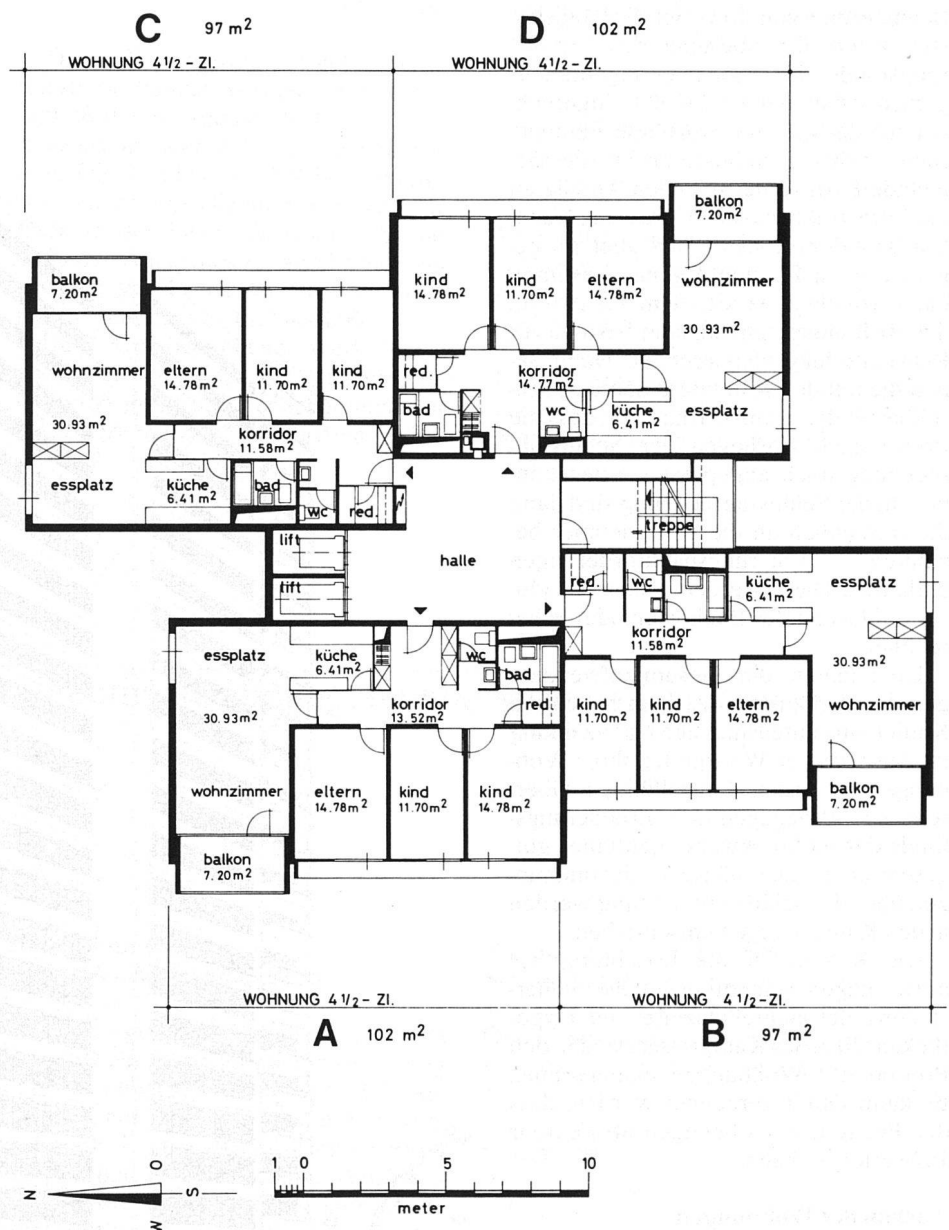 C 97 m²
D 102 m²
WOHNUNG 4 1/2 - ZI.
WOHNUNG 4 1/2 - ZI.
balkon
7.20 m²
kind
14.78 m²
kind
11.70 m²
eltern
14.78 m²
wohnzimmer
30.93 m²
red.
korridor
14.77 m²
bad
wc
küche
6.41 m²
essplatz
balkon
7.20 m²
wohnzimmer
30.93 m²
eltern
14.78 m²
kind
11.70 m²
kind
11.70 m²
korridor
11.58 m²
essplatz
küche
6.41 m²
bad
wc
red.
lift
lift
halle
treppe
red.
wc
küche
6.41 m²
essplatz
korridor
11.58 m²
30.93 m²
wohnzimmer
kind
11.70 m²
kind
11.70 m²
eltern
14.78 m²
balkon
7.20 m²
essplatz
küche
6.41 m²
wc
bad
30.93 m²
korridor
13.52 m²
red.
wohnzimmer
eltern
14.78 m²
kind
11.70 m²
kind
14.78 m²
balkon
7.20 m²
WOHNUNG 4 1/2 - ZI.
WOHNUNG 4 1/2 - ZI.
A 102 m²
B 97 m²
N O S W
1 0 5 10
meter